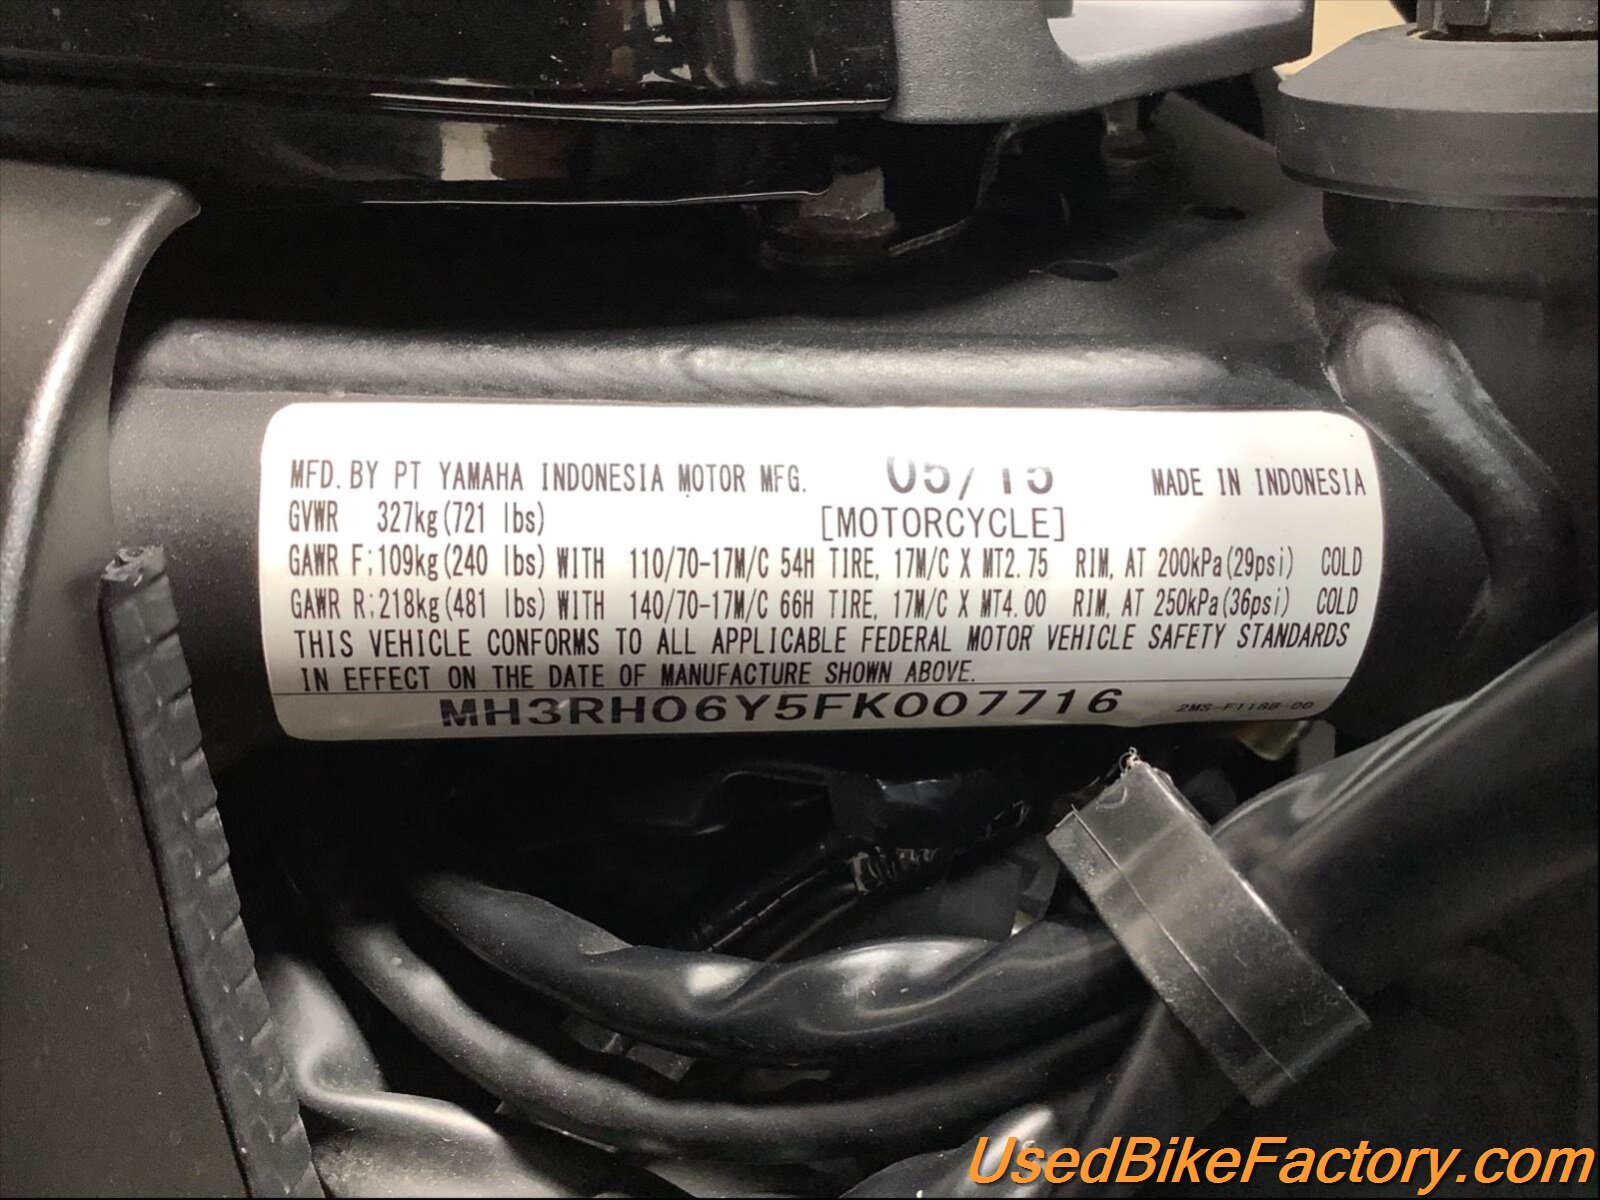 MFD. BY PT YAMAHA INDONESIA MOTOR MFG. 05/15 MADE IN INDONESIA
GVWR 327kg(721 lbs) [MOTORCYCLE]
GAWR F;109kg(240 lbs) WITH 110/70-17M/C 54H TIRE, 17M/C X MT2.75 RIM, AT 200kPa(29psi) COLD
GAWR R;218kg(481 lbs) WITH 140/70-17M/C 66H TIRE, 17M/C X MT4.00 RIM, AT 250kPa(36psi) COLD
THIS VEHICLE CONFORMS TO ALL APPLICABLE FEDERAL MOTOR VEHICLE SAFETY STANDARDS
IN EFFECT ON THE DATE OF MANUFACTURE SHOWN ABOVE.
MH3RH06Y5FK007716 2MS-F118B-00
UsedBikeFactory.com